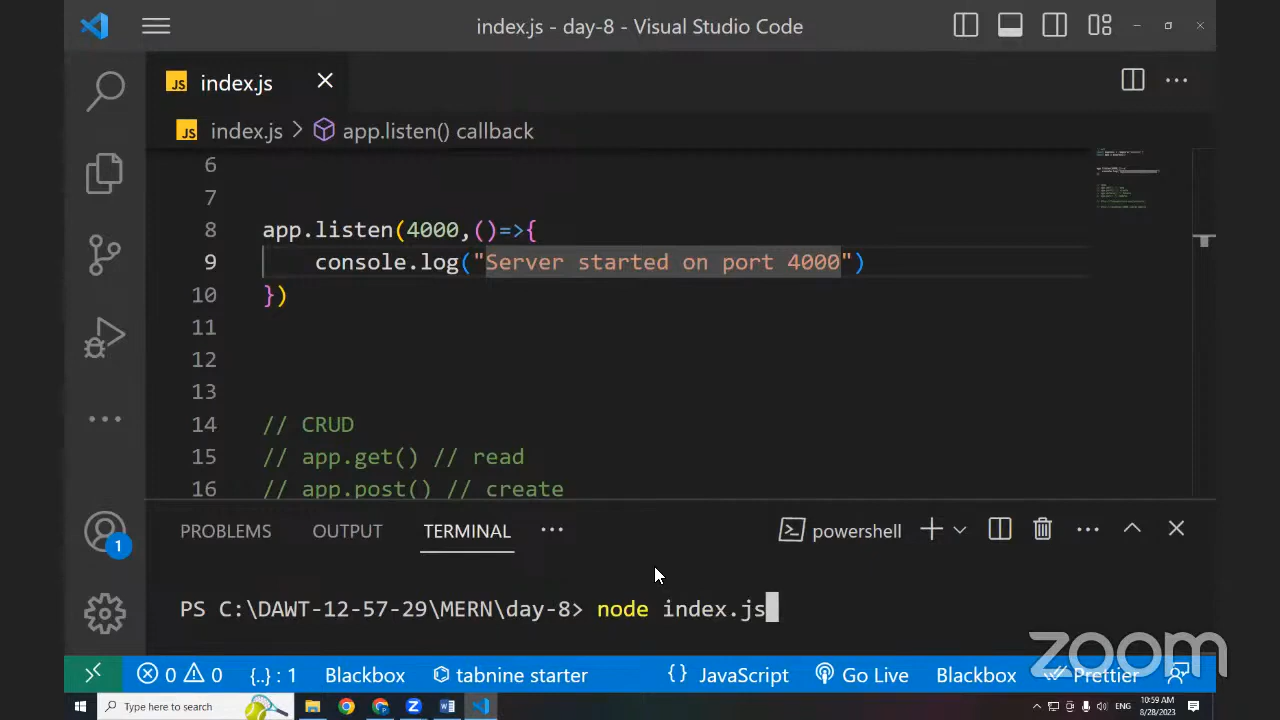 index.js - day-8 - Visual Studio Code
JS index.js
JS index.js > app.listen() callback
6
7
8 app.listen(4000,()=>{
9 console.log("Server started on port 4000")
10 })
11
12
13
14 // CRUD
15 // app.get() // read
16 // app.post() // create
PROBLEMS OUTPUT TERMINAL ··· powershell
PS C:\DAWT-12-57-29\MERN\day-8> node index.js
1
zoom
0 0 {..} : 1 Blackbox tabnine starter {} JavaScript Go Live Blackbox Prettier
Type here to search
ENG 10:59 AM
8/28/2023